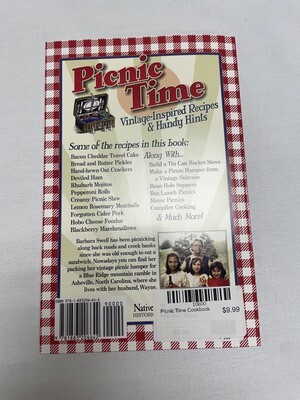 Picnic
Time
Vintage-Inspired Recipes
& Handy Hints
Some of the recipes in this book:
Bacon Cheddar Travel Cake
Bread and Butter Pickles
Hand-hewn Oat Crackers
Deviled Ham
Rhubarb Mojitos
Pepperoni Rolls
Creamy Picnic Slaw
Lemon Rosemary Meatballs
Forgotten Cider Pork
Hobo Cheese Fondue
Blackberry Marshmallows
Along With...
Build a Tin Can Rocket Stove
Make a Picnic Hamper from
a Vintage Suitcase
Bean Hole Suppers
Box Lunch Picnics
Motor Picnics
Campfire Cooking
& Much More!
Barbara Swell has been picnicking
along back roads and creek banks
since she was old enough to eat a
sandwich. Nowadays you can find her
packing her vintage picnic hamper for
a Blue Ridge mountain ramble in
Asheville, North Carolina, where she
lives with her husband, Wayne.
90000
Native
HISTORI
Picnic Time Cookbook
$9.99